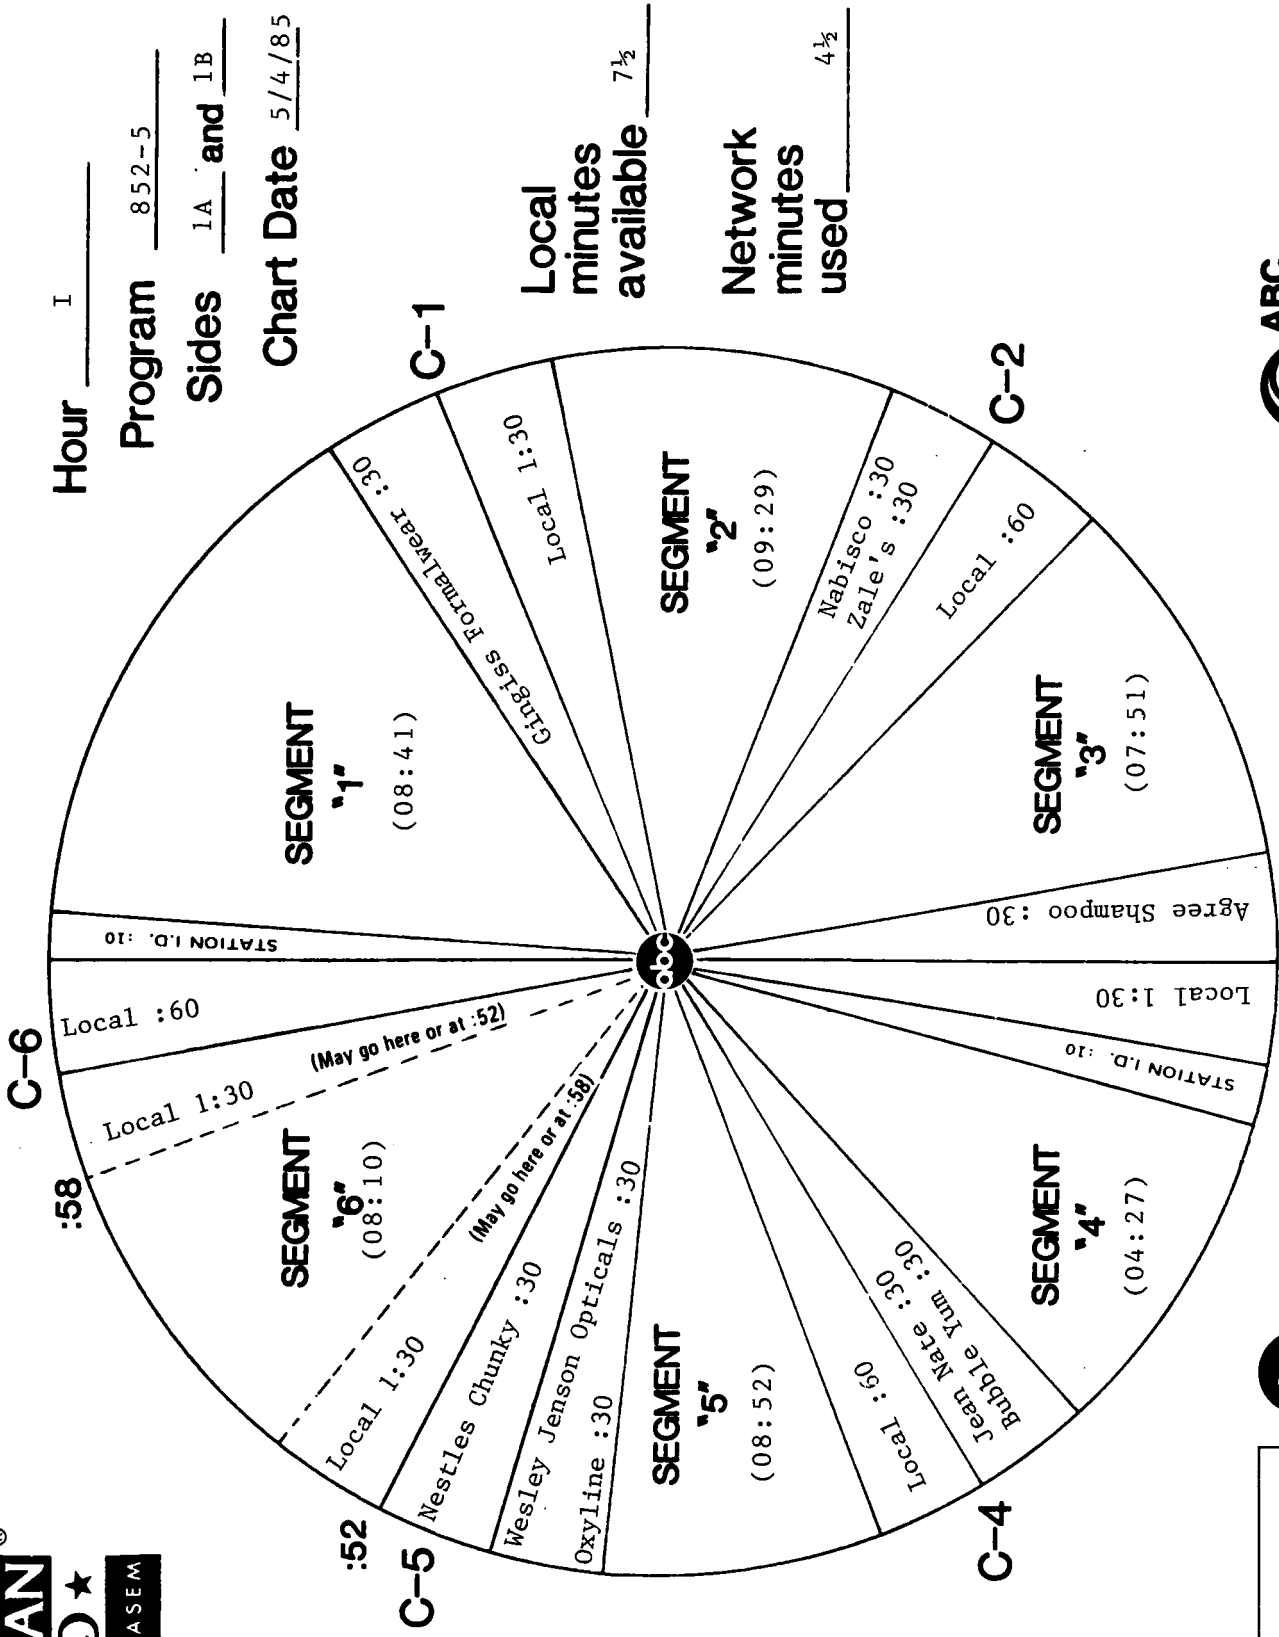 Hour I
Program 852-5
Sides 1A and 1B
Chart Date 5/4/85
Local
minutes
available 7½
Network
minutes
used 4½
STATION I.D. :10
SEGMENT
"1"
(08:41)
Gingiss Formalwear :30
C-1
Local 1:30
SEGMENT
"2"
(09:29)
Nabisco :30
Zale's :30
C-2
Local :60
SEGMENT
"3"
(07:51)
Agree Shampoo :30
Local 1:30
STATION I.D. :10
SEGMENT
"4"
(04:27)
Jean Nate :30
Bubble Yum :30
C-4
Local :60
SEGMENT
"5"
(08:52)
Oxyline :30
Wesley Jenson Opticals :30
C-5
Nestles Chunky :30
:52
Local 1:30
(May go here or at :58)
SEGMENT
"6"
(08:10)
:58
Local 1:30
(May go here or at :52)
C-6
Local :60
abc
ABC
AN
®
ASEM